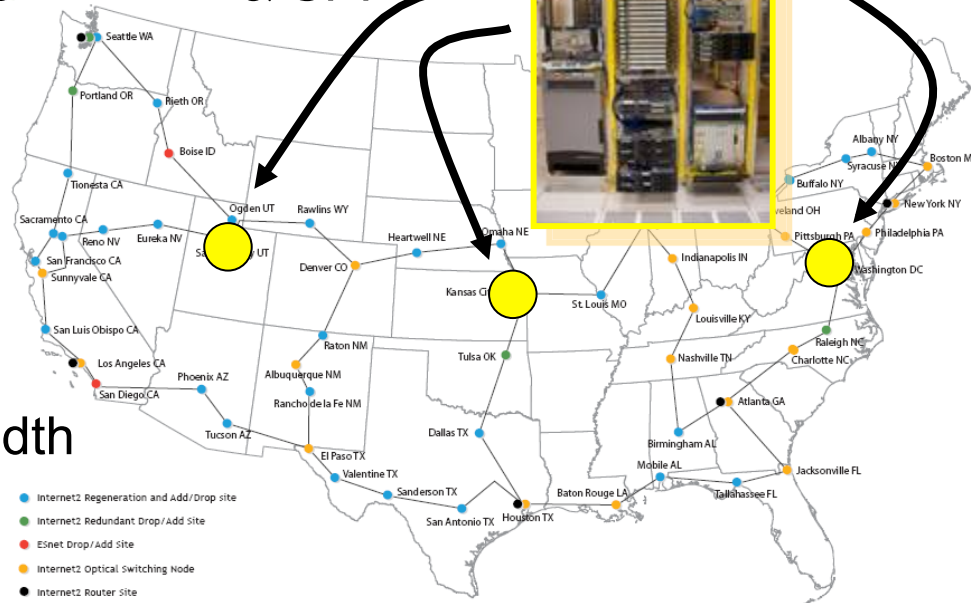 Seattle WA
Portland OR
Rieth OR
Boise ID
Albany NY
Syracuse
Boston
Buffalo NY
Tionesta CA
Ogden UT
Rawlins WY
New York NY
OH
Sacramento CA
Reno NV
Eureka NV
Heartwell NE
Omaha NE
Pittsburgh PA
Philadelphia PA
San Francisco CA
UT
Denver CO
Indianapolis IN
Washington DC
Sunnyvale CA
Kansas
St. Louis MO
Louisville KY
San Luis Obispo CA
Raton NM
Raleigh NC
Tulsa OK
Nashville TN
Charlotte NC
Los Angeles CA
Phoenix AZ
Albuquerque NM
San Diego CA
Rancho de la Fe NM
Atlanta GA
dth
Tucson AZ
Dallas TX
Birmingham AL
El Paso TX
Valentine TX
Mobile AL
Jacksonville FL
Sanderson TX
Baton Rouge LA
Tallahassee FL
San Antonio TX
Houston TX
Internet2 Regeneration and Add/Drop site
Internet2 Redundant Drop/Add Site
ESnet Drop/Add Site
Internet2 Optical Switching Node
Internet2 Router Site